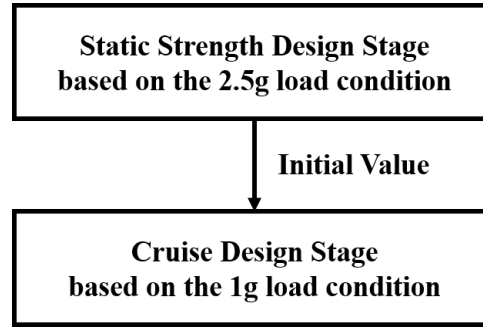 Static Strength Design Stage
based on the 2.5g load condition
Initial Value
Cruise Design Stage
based on the 1g load condition